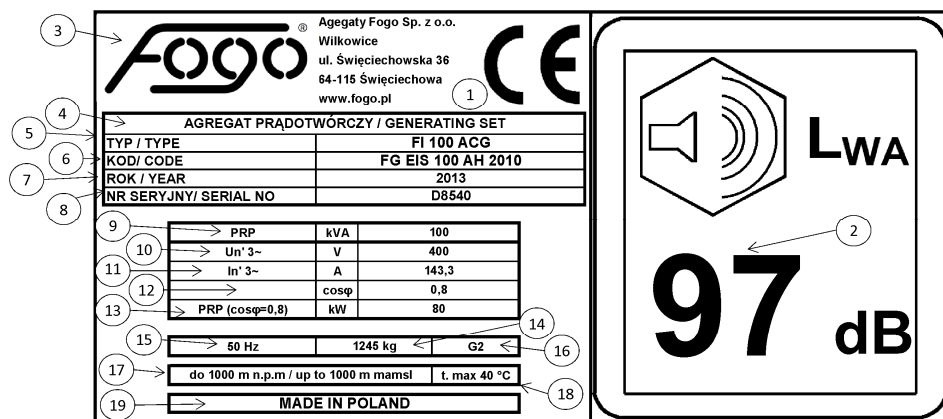 Fogo ®
Agegaty Fogo Sp. z o.o.
Wilkowice
ul. Święciechowska 36
64-115 Święciechowa
www.fogo.pl
CE
AGREGAT PRĄDOTWÓRCZY / GENERATING SET
TYP / TYPE FI 100 ACG
KOD/ CODE FG EIS 100 AH 2010
ROK / YEAR 2013
NR SERYJNY/ SERIAL NO D8540
PRP kVA 100
Un' 3~ V 400
In' 3~ A 143,3
cosφ 0,8
PRP (cosφ=0,8) kW 80
50 Hz 1245 kg G2
do 1000 m n.p.m / up to 1000 m mamsl t. max 40 °C
MADE IN POLAND
LWA
97 dB
1
2
3
4
5
6
7
8
9
10
11
12
13
14
15
16
17
18
19